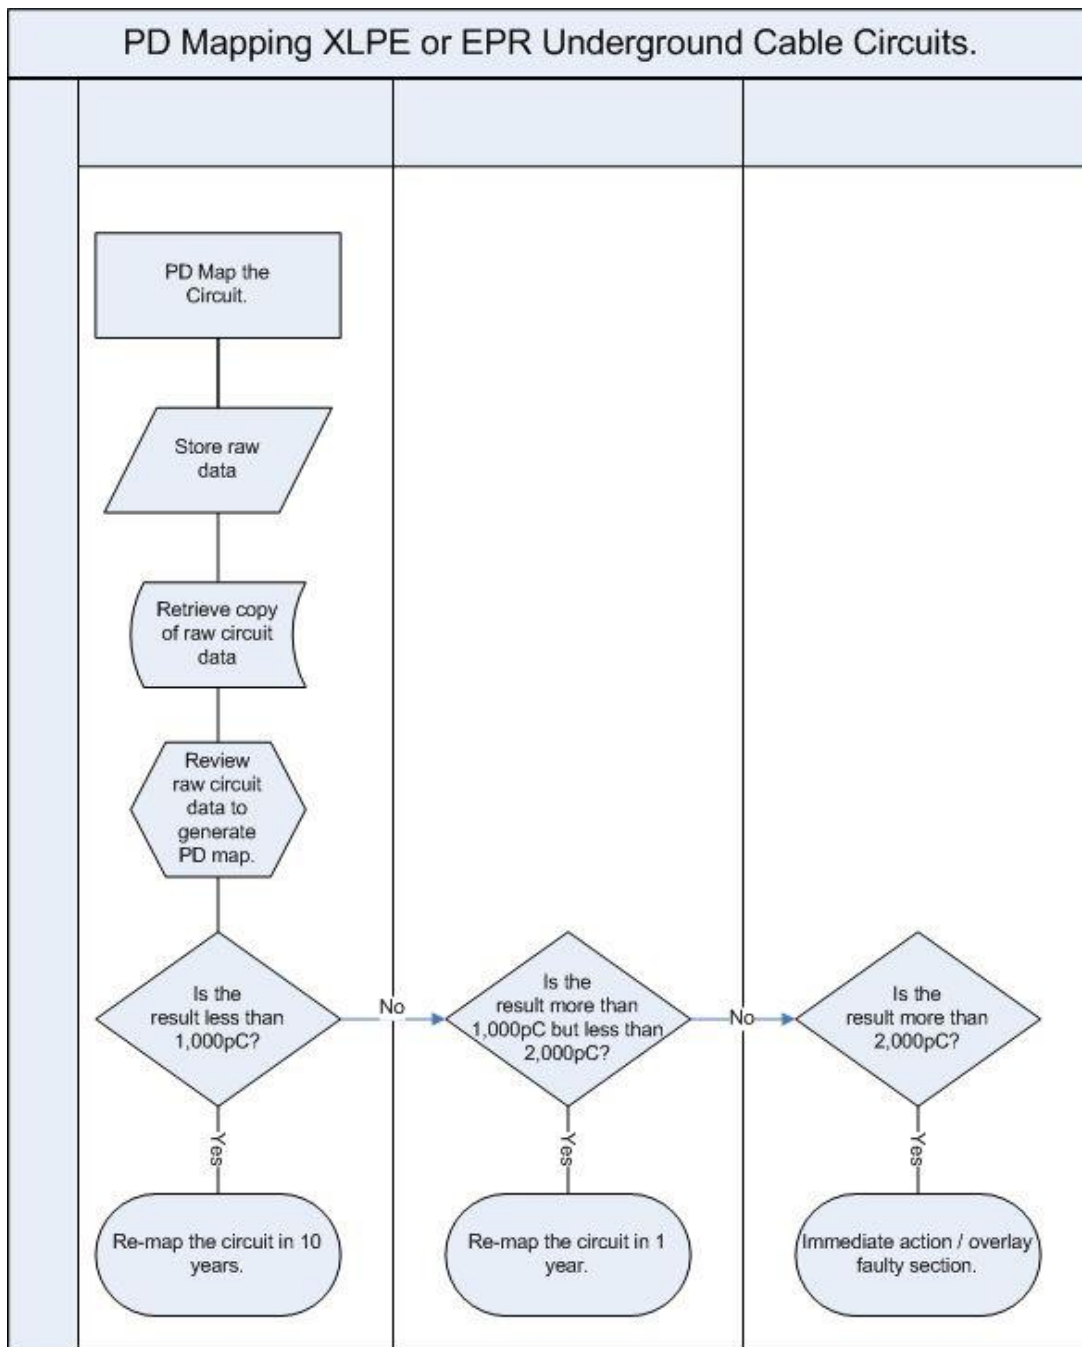 PD Mapping XLPE or EPR Underground Cable Circuits.
PD Map the
Circuit.
Store raw
data
Retrieve copy
of raw circuit
data
Review
raw circuit
data to
generate
PD map.
Is the
result less than
1,000pC?
No
Is the
result more than
1,000pC but less than
2,000pC?
No
Is the
result more than
2,000pC?
Yes
Yes
Yes
Re-map the circuit in 10
years.
Re-map the circuit in 1
year.
Immediate action / overlay
faulty section.